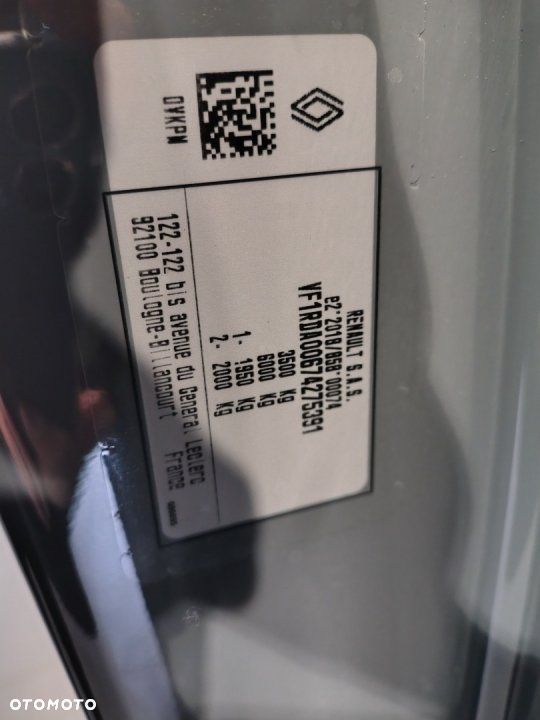 OYKPN
RENAULT S.A.S.
e2*2018/858*00074
VF1RDA00674275391
3500 Kg
6000 Kg
1- 1950 Kg
2- 2000 Kg
122-122 bis avenue du General Leclerc
92100 Boulogne-Billancourt France
OTOMOTO